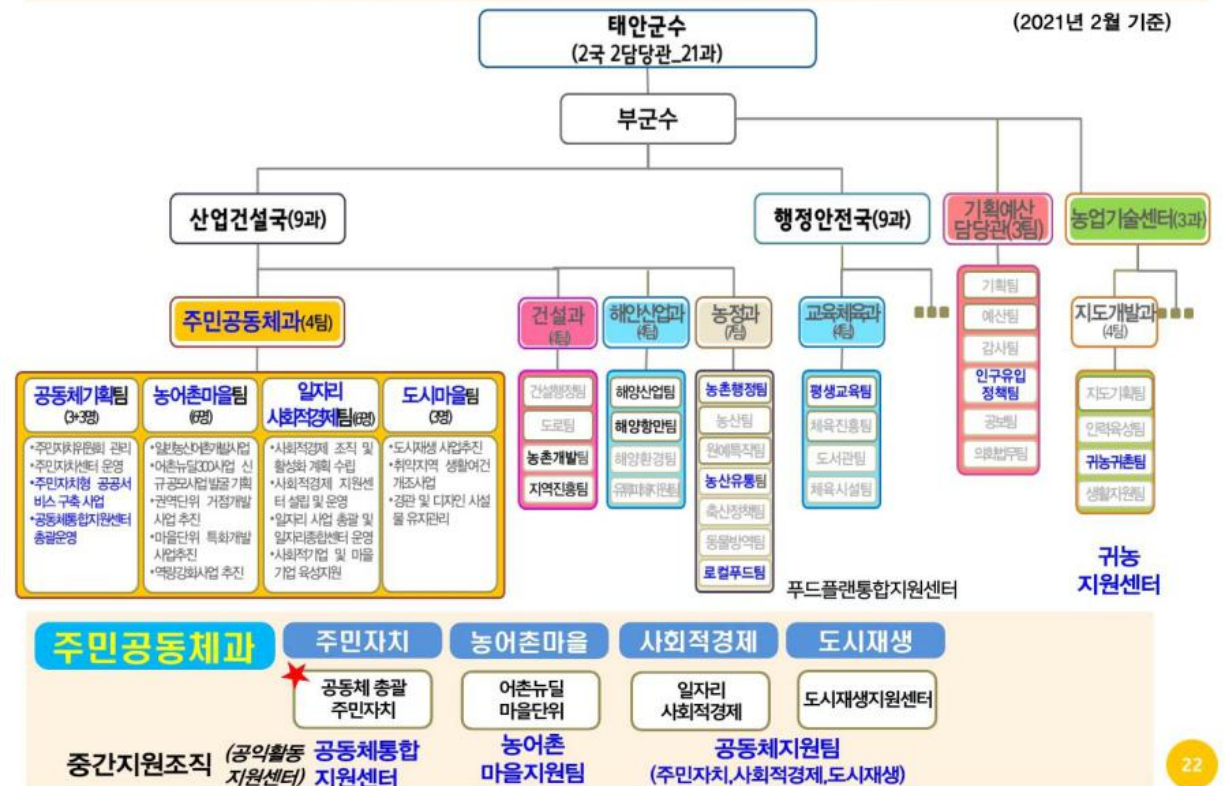 태안군수
(2국 2담당관_21과)
(2021년 2월 기준)
부군수
산업건설국(9과)
행정안전국(9과)
기획예산
담당관(3팀)
농업기술센터(3과)
주민공동체과(4팀)
건설과
(4팀)
해안산업과
(4팀)
농정과
(7팀)
교육체육과
(4팀)
지도개발과
(4팀)
공동체기획팀
(3+3명)
•주민자치위원회 관리
•주민자치센터 운영
•주민자치형 공공서
비스 구축 사업
•공동체통합지원센터
총괄운영
농어촌마을팀
(6명)
•일반농산어촌개발사업
•어촌뉴딜300사업 신
규공모사업 발굴 기획
•권역단위 거점개발
사업 추진
•마을단위 특화개발
사업추진
•역량강화사업 추진
일자리
사회적경제팀(6명)
•사회적경제 조직 및
활성화 계획 수립
•사회적경제 지원센
터 설립 및 운영
•일자리 사업 총괄 및
일자리종합센터 운영
•사회적기업 및 마을
기업 육성지원
도시마을팀
(3명)
•도시재생 사업추진
•취약지역 생활여건
개조사업
•경관 및 디자인 시설
물 유지관리
건설행정팀
도로팀
농촌개발팀
지역진흥팀
해양산업팀
해양항만팀
해양환경팀
유류피해지원팀
농촌행정팀
농산팀
원예특작팀
농산유통팀
축산정책팀
동물방역팀
로컬푸드팀
평생교육팀
체육진흥팀
도서관팀
체육시설팀
기획팀
예산팀
감사팀
인구유입
정책팀
공보팀
의회법무팀
지도기획팀
인력육성팀
귀농귀촌팀
생활자원팀
푸드플랜통합지원센터
귀농
지원센터
주민공동체과
주민자치
농어촌마을
사회적경제
도시재생
공동체 총괄
주민자치
어촌뉴딜
마을단위
일자리
사회적경제
도시재생지원센터
중간지원조직
(공익활동
지원센터)
공동체통합
지원센터
농어촌
마을지원팀
공동체지원팀
(주민자치,사회적경제,도시재생)
22